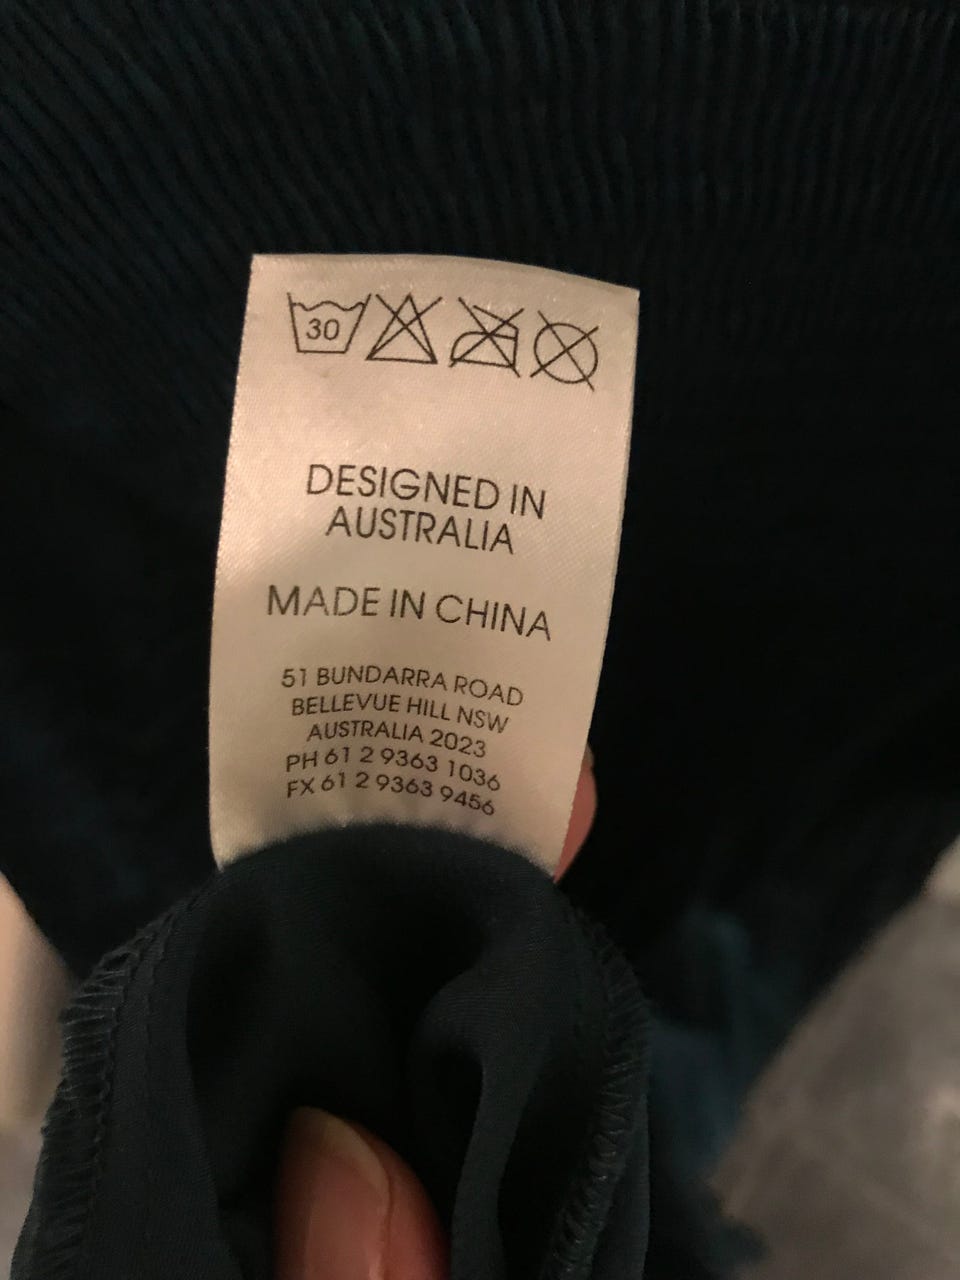 30
DESIGNED IN
AUSTRALIA
MADE IN CHINA
51 BUNDARRA ROAD
BELLEVUE HILL NSW
AUSTRALIA 2023
PH 61 2 9363 1036
FX 61 2 9363 9456